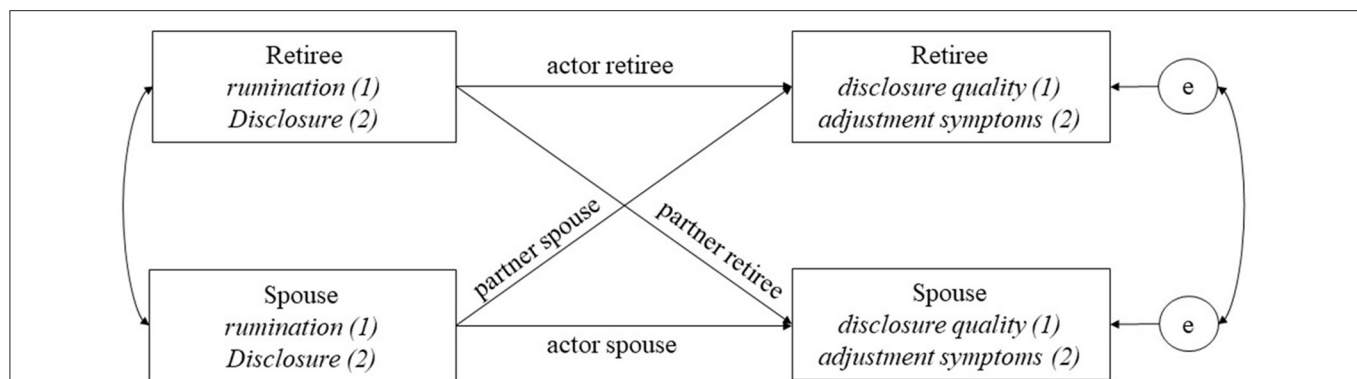 Retiree
rumination (1)
Disclosure (2)
actor retiree
Retiree
disclosure quality (1)
adjustment symptoms (2)
e
partner spouse
partner retiree
Spouse
rumination (1)
Disclosure (2)
actor spouse
Spouse
disclosure quality (1)
adjustment symptoms (2)
e